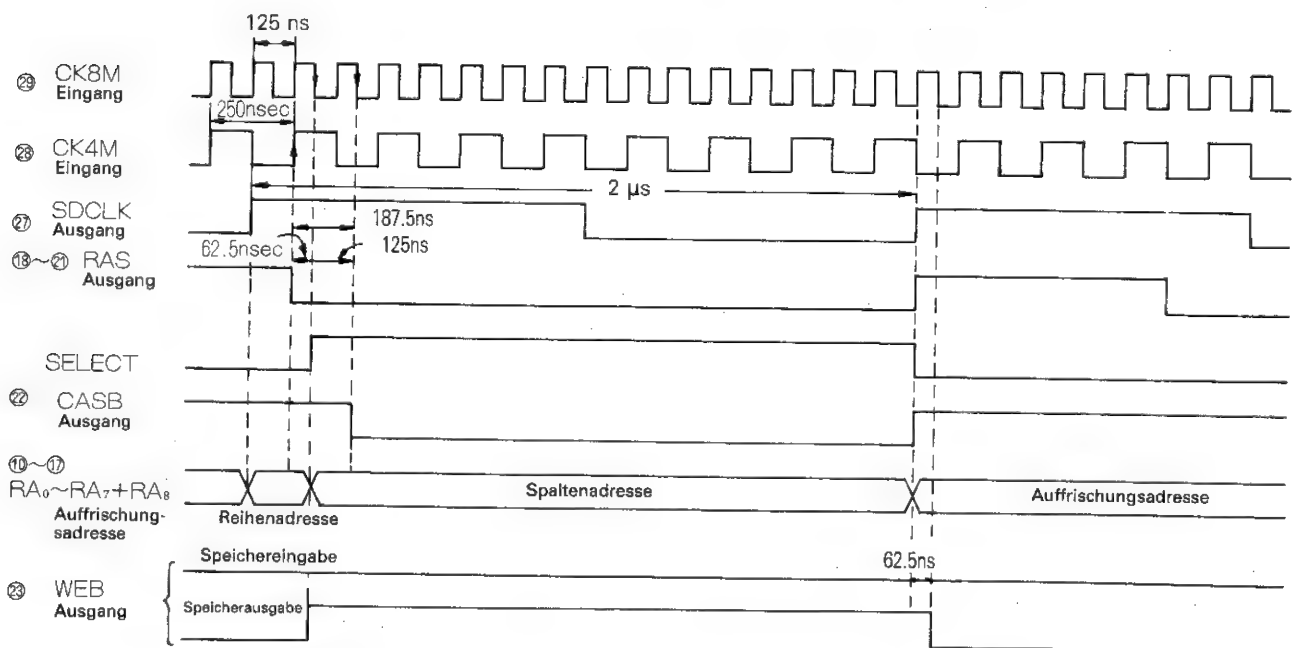 125 ns
㉙ CK8M
Eingang
250nsec
㉘ CK4M
Eingang
2 µs
㉗ SDCLK
Ausgang
187.5ns
62.5nsec
125ns
⑱~㉑ RAS
Ausgang
SELECT
㉒ CASB
Ausgang
⑩~⑰
RA₀~RA₇+RA₈
Auffrischung-
sadresse
Reihenadresse
Spaltenadresse
Auffrischungsadresse
Speichereingabe
62.5ns
㉓ WEB
Ausgang
Speicherausgabe